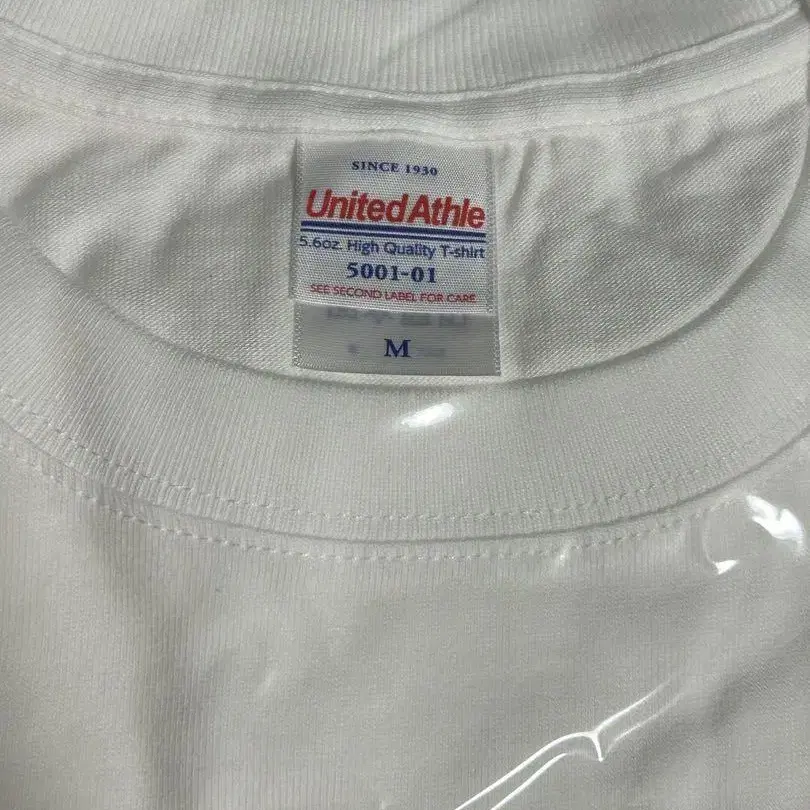 SINCE 1930
UnitedAthle
5.6oz. High Quality T-shirt
5001-01
SEE SECOND LABEL FOR CARE
M